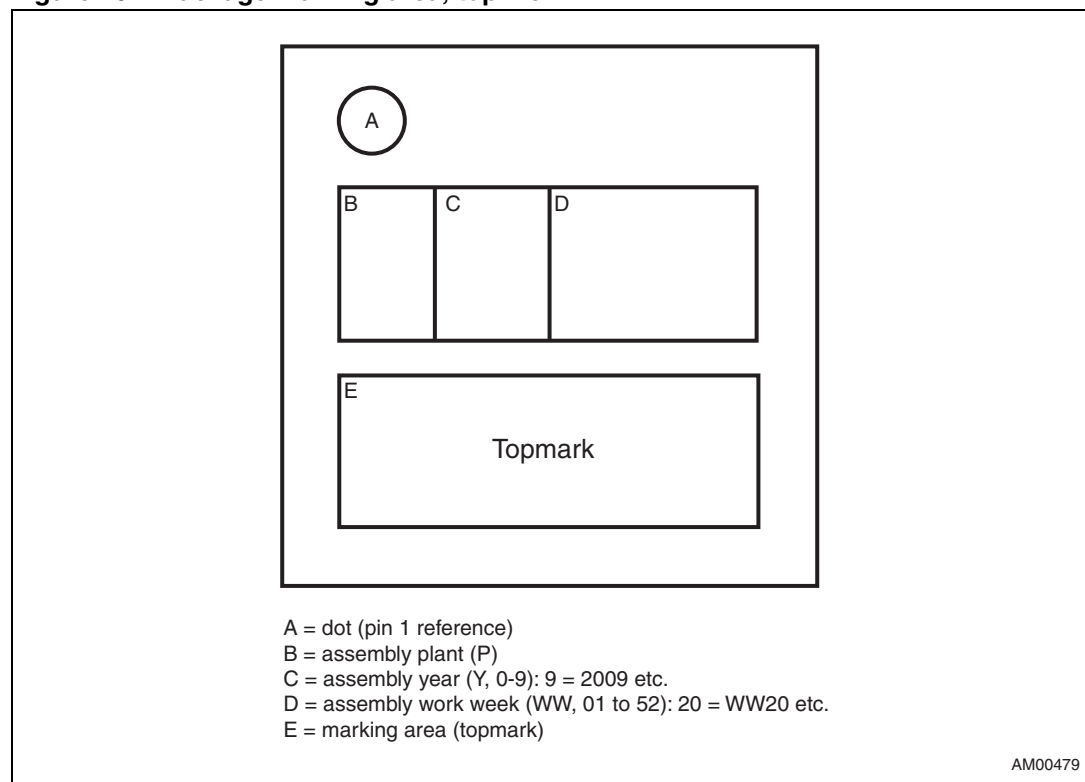 A
B C D
E
Topmark
A = dot (pin 1 reference)
B = assembly plant (P)
C = assembly year (Y, 0-9): 9 = 2009 etc.
D = assembly work week (WW, 01 to 52): 20 = WW20 etc.
E = marking area (topmark)
AM00479